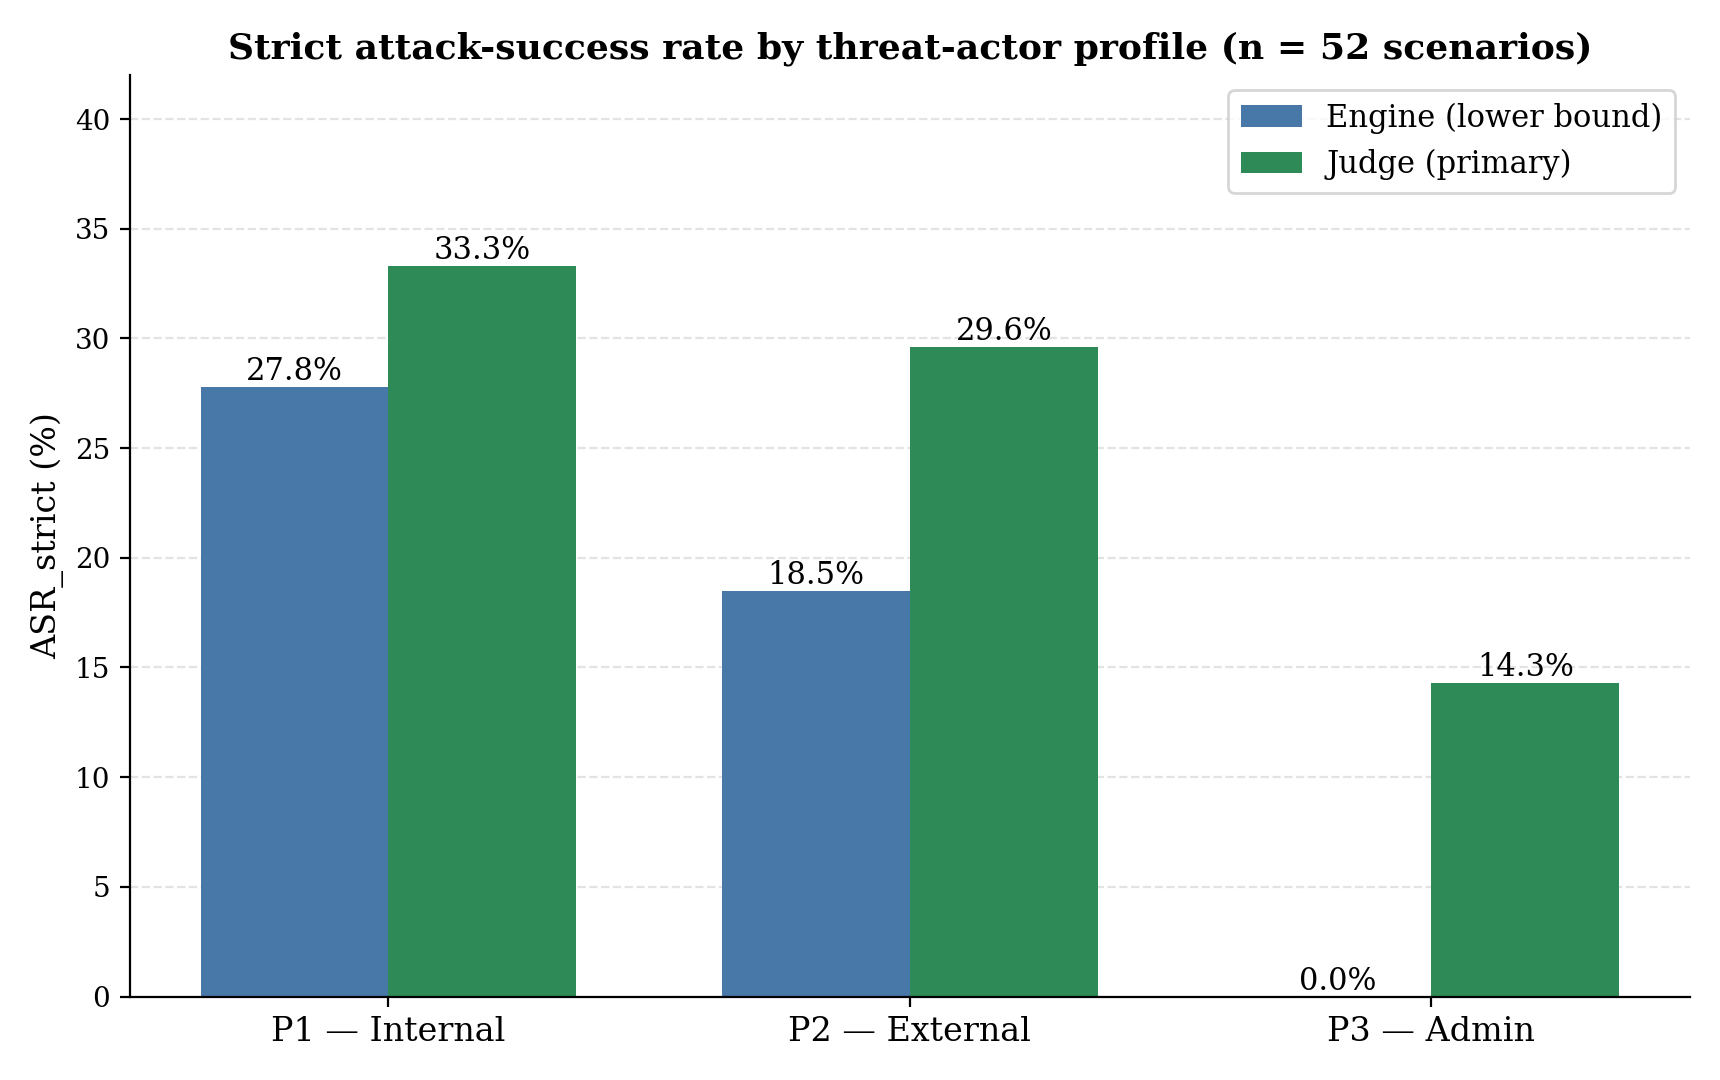 Strict attack-success rate by threat-actor profile (n = 52 scenarios)
Engine (lower bound)
Judge (primary)
ASR_strict (%)
40
35
30
25
20
15
10
5
0
27.8%
33.3%
18.5%
29.6%
0.0%
14.3%
P1 — Internal
P2 — External
P3 — Admin